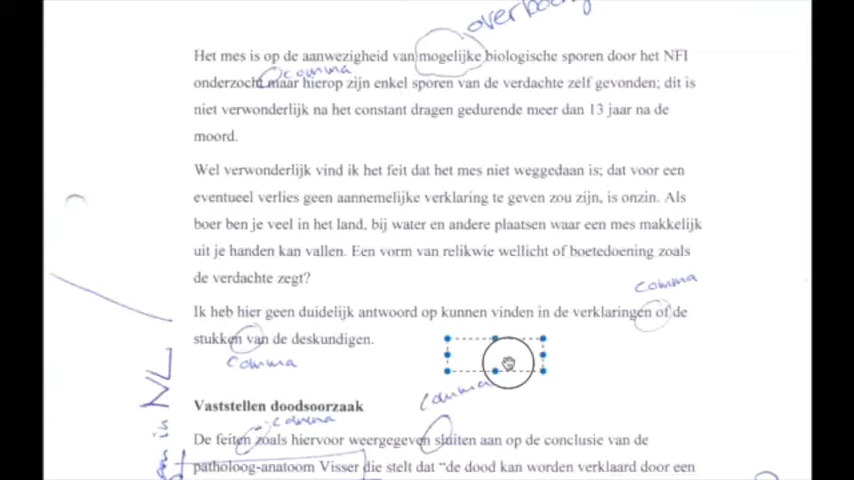 overbodig
Het mes is op de aanwezigheid van mogelijke biologische sporen door het NFI
comma
onderzocht maar hierop zijn enkel sporen van de verdachte zelf gevonden; dit is
niet verwonderlijk na het constant dragen gedurende meer dan 13 jaar na de
moord.
Wel verwonderlijk vind ik het feit dat het mes niet weggedaan is; dat voor een
eventueel verlies geen aannemelijke verklaring te geven zou zijn, is onzin. Als
boer ben je veel in het land, bij water en andere plaatsen waar een mes makkelijk
uit je handen kan vallen. Een vorm van relikwie wellicht of boetedoening zoals
de verdachte zegt?
comma
Ik heb hier geen duidelijk antwoord op kunnen vinden in de verklaringen of de
stukken van de deskundigen.
comma
comma
Vaststellen doodsoorzaak
comma
De feiten zoals hiervoor weergegeven sluiten aan op de conclusie van de
patholoog-anatoom Visser die stelt dat “de dood kan worden verklaard door een
in NL